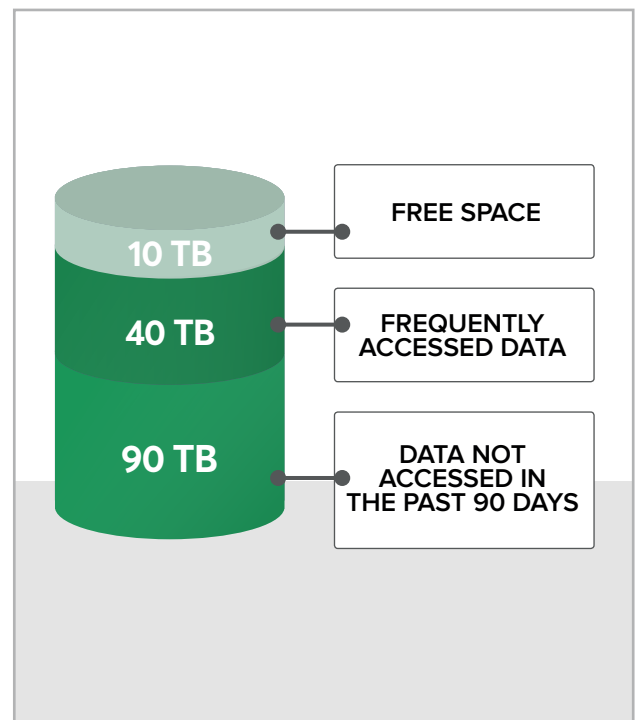 10 TB
FREE SPACE
40 TB
FREQUENTLY
ACCESSED DATA
90 TB
DATA NOT
ACCESSED IN
THE PAST 90 DAYS